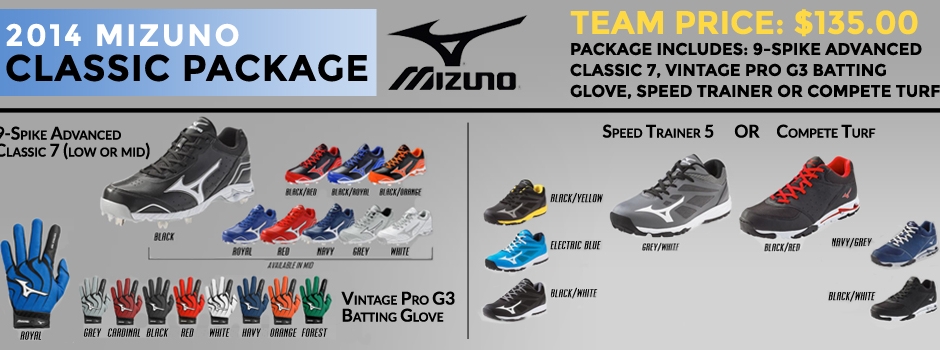 2014 MIZUNO
CLASSIC PACKAGE
MIZUNO
TEAM PRICE: $135.00
PACKAGE INCLUDES: 9-SPIKE ADVANCED
CLASSIC 7, VINTAGE PRO G3 BATTING
GLOVE, SPEED TRAINER OR COMPETE TURF
9-SPIKE ADVANCED
CLASSIC 7 (LOW OR MID)
BLACK/RED BLACK/ROYAL BLACK/ORANGE
BLACK
ROYAL RED NAVY GREY WHITE
AVAILABLE IN MID
ROYAL
GREY CARDINAL BLACK RED WHITE NAVY ORANGE FOREST
VINTAGE PRO G3
BATTING GLOVE
SPEED TRAINER 5 OR COMPETE TURF
BLACK/YELLOW
ELECTRIC BLUE
BLACK/WHITE
GREY/WHITE
BLACK/RED
NAVY/GREY
BLACK/WHITE